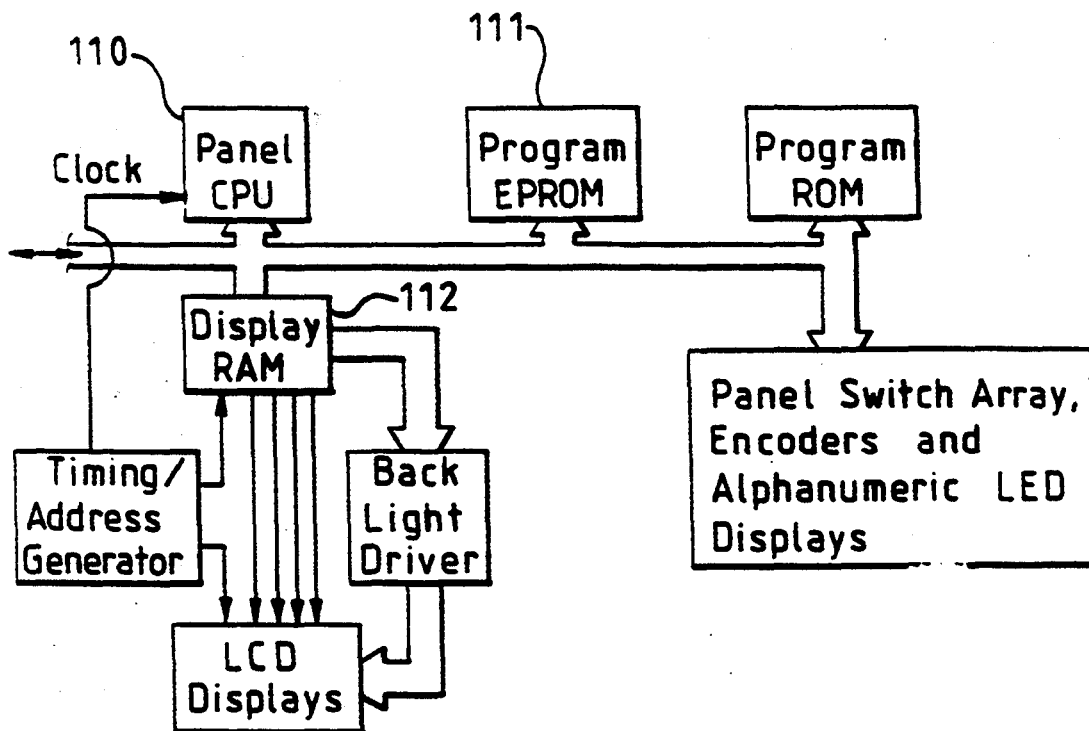 110
111
Panel
CPU
Program
EPROM
Program
ROM
Clock
112
Display
RAM
Timing/
Address
Generator
Back
Light
Driver
Panel Switch Array,
Encoders and
Alphanumeric LED
Displays
LCD
Displays